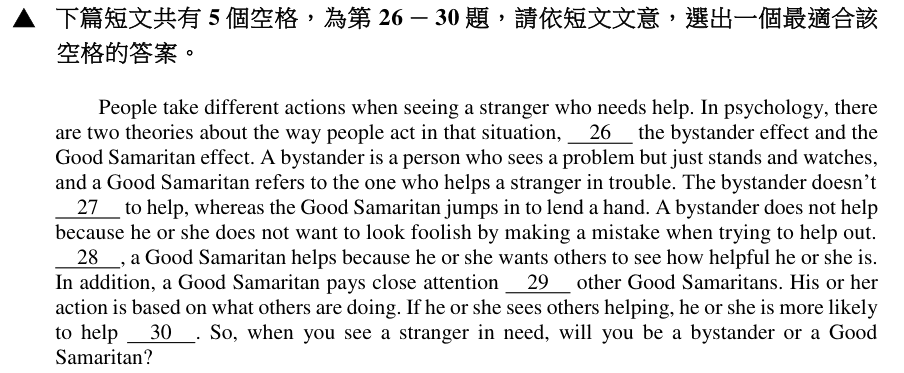 ▲ 下篇短文共有 5 個空格，為第 26 － 30 題，請依短文文意，選出一個最適合該
空格的答案。
People take different actions when seeing a stranger who needs help. In psychology, there
are two theories about the way people act in that situation, 26 the bystander effect and the
Good Samaritan effect. A bystander is a person who sees a problem but just stands and watches,
and a Good Samaritan refers to the one who helps a stranger in trouble. The bystander doesn’t
27 to help, whereas the Good Samaritan jumps in to lend a hand. A bystander does not help
because he or she does not want to look foolish by making a mistake when trying to help out.
28 , a Good Samaritan helps because he or she wants others to see how helpful he or she is.
In addition, a Good Samaritan pays close attention 29 other Good Samaritans. His or her
action is based on what others are doing. If he or she sees others helping, he or she is more likely
to help 30 . So, when you see a stranger in need, will you be a bystander or a Good
Samaritan?